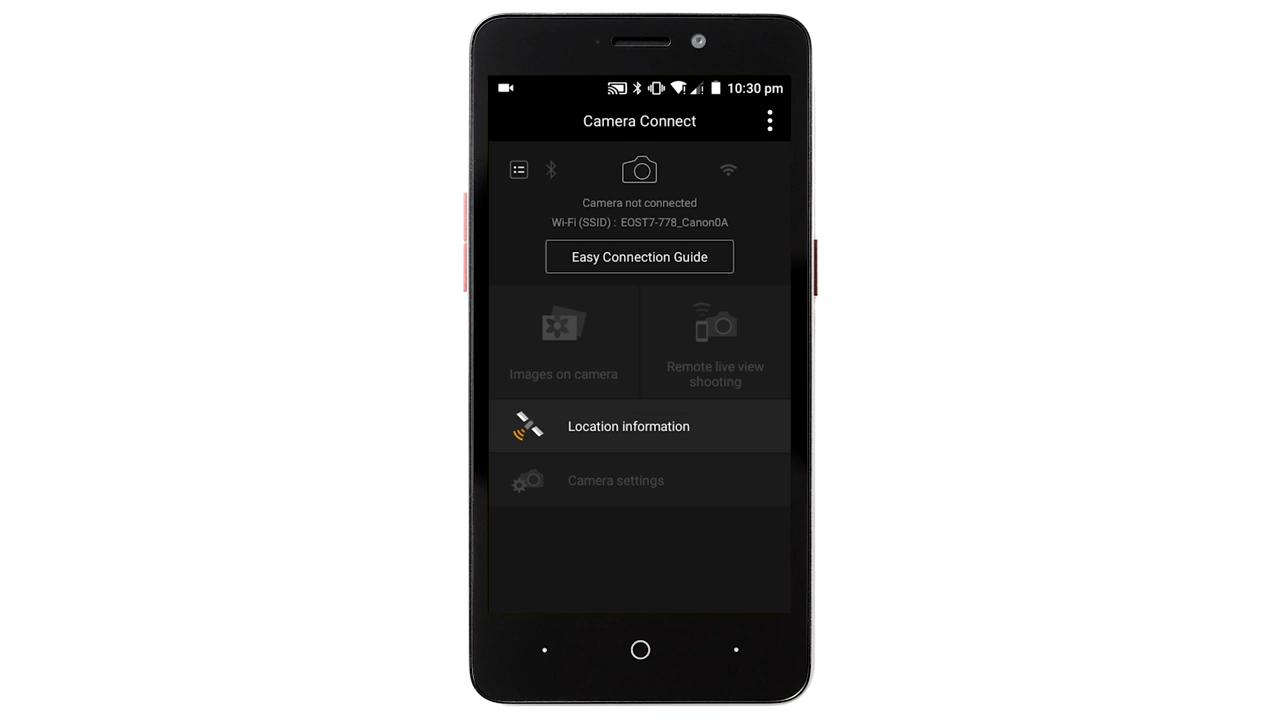 10:30 pm
Camera Connect
Camera not connected
Wi-Fi (SSID) : EOST7-778_Canon0A
Easy Connection Guide
Images on camera
Remote live view
shooting
Location information
Camera settings